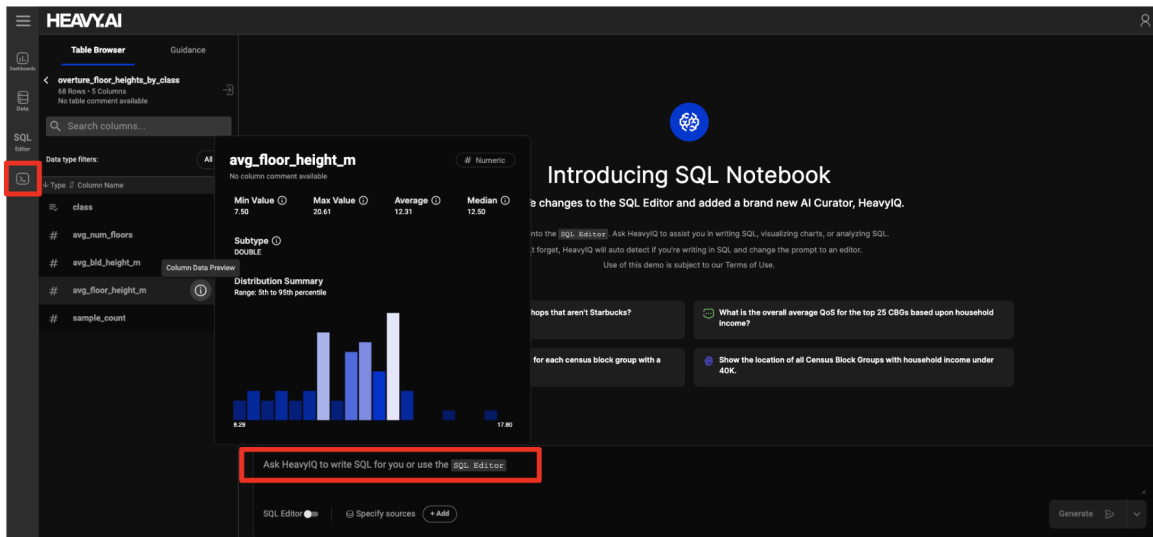 HEAVY.AI
Dashboards
Data
SQL
Editor
Table Browser
Guidance
overture_floor_heights_by_class
68 Rows • 5 Columns
No table comment available
Search columns...
Data type filters:
All
Type
Column Name
class
# avg_num_floors
# avg_bld_height_m
# avg_floor_height_m
# sample_count
Column Data Preview
avg_floor_height_m
# Numeric
No column comment available
Min Value
Max Value
Average
Median
7.50
20.61
12.31
12.50
Subtype
DOUBLE
Distribution Summary
Range: 5th to 95th percentile
8.29
17.80
Introducing SQL Notebook
changes to the SQL Editor and added a brand new AI Curator, HeavyIQ.
into the SQL Editor. Ask HeavyIQ to assist you in writing SQL, visualizing charts, or analyzing SQL.
forget, HeavyIQ will auto detect if you're writing in SQL and change the prompt to an editor.
Use of this demo is subject to our Terms of Use.
hops that aren't Starbucks?
What is the overall average QoS for the top 25 CBGs based upon household
income?
for each census block group with a
Show the location of all Census Block Groups with household income under
40K.
Ask HeavyIQ to write SQL for you or use the SQL Editor
SQL Editor
Specify sources
+ Add
Generate